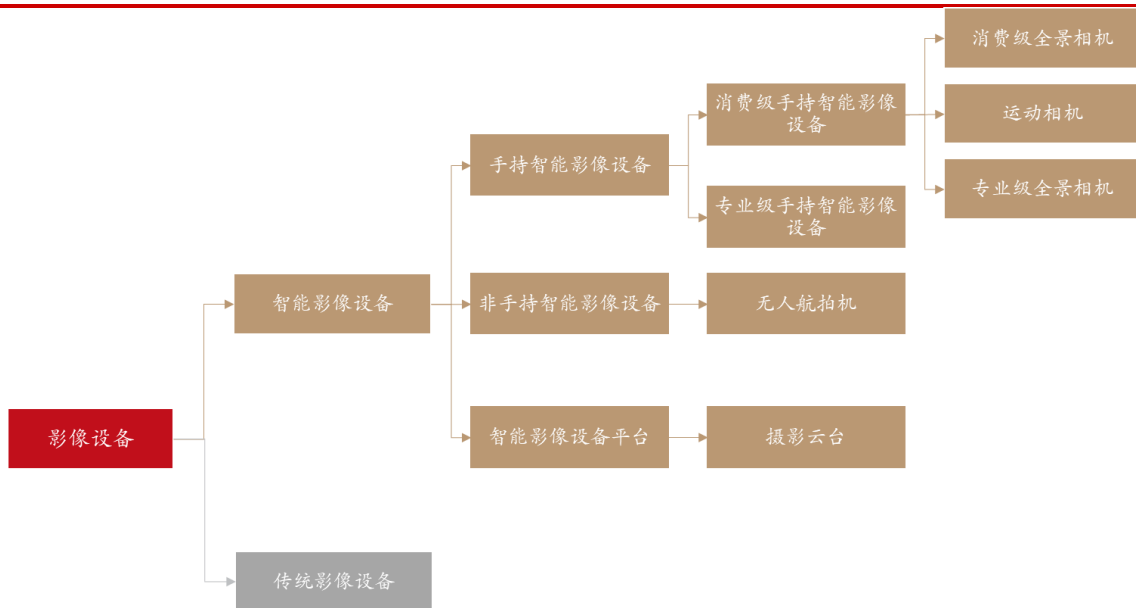 消费级全景相机
消费级手持智能影像
设备
运动相机
手持智能影像设备
专业级全景相机
专业级手持智能影像
设备
智能影像设备
非手持智能影像设备
无人航拍机
影像设备
智能影像设备平台
摄影云台
传统影像设备